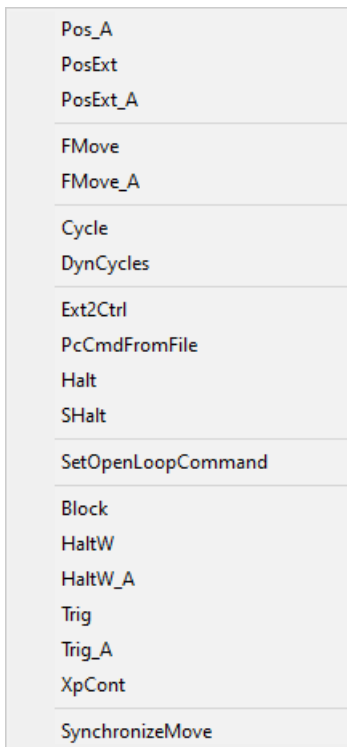 Pos_A
PosExt
PosExt_A
FMove
FMove_A
Cycle
DynCycles
Ext2Ctrl
PcCmdFromFile
Halt
SHalt
SetOpenLoopCommand
Block
HaltW
HaltW_A
Trig
Trig_A
XpCont
SynchronizeMove